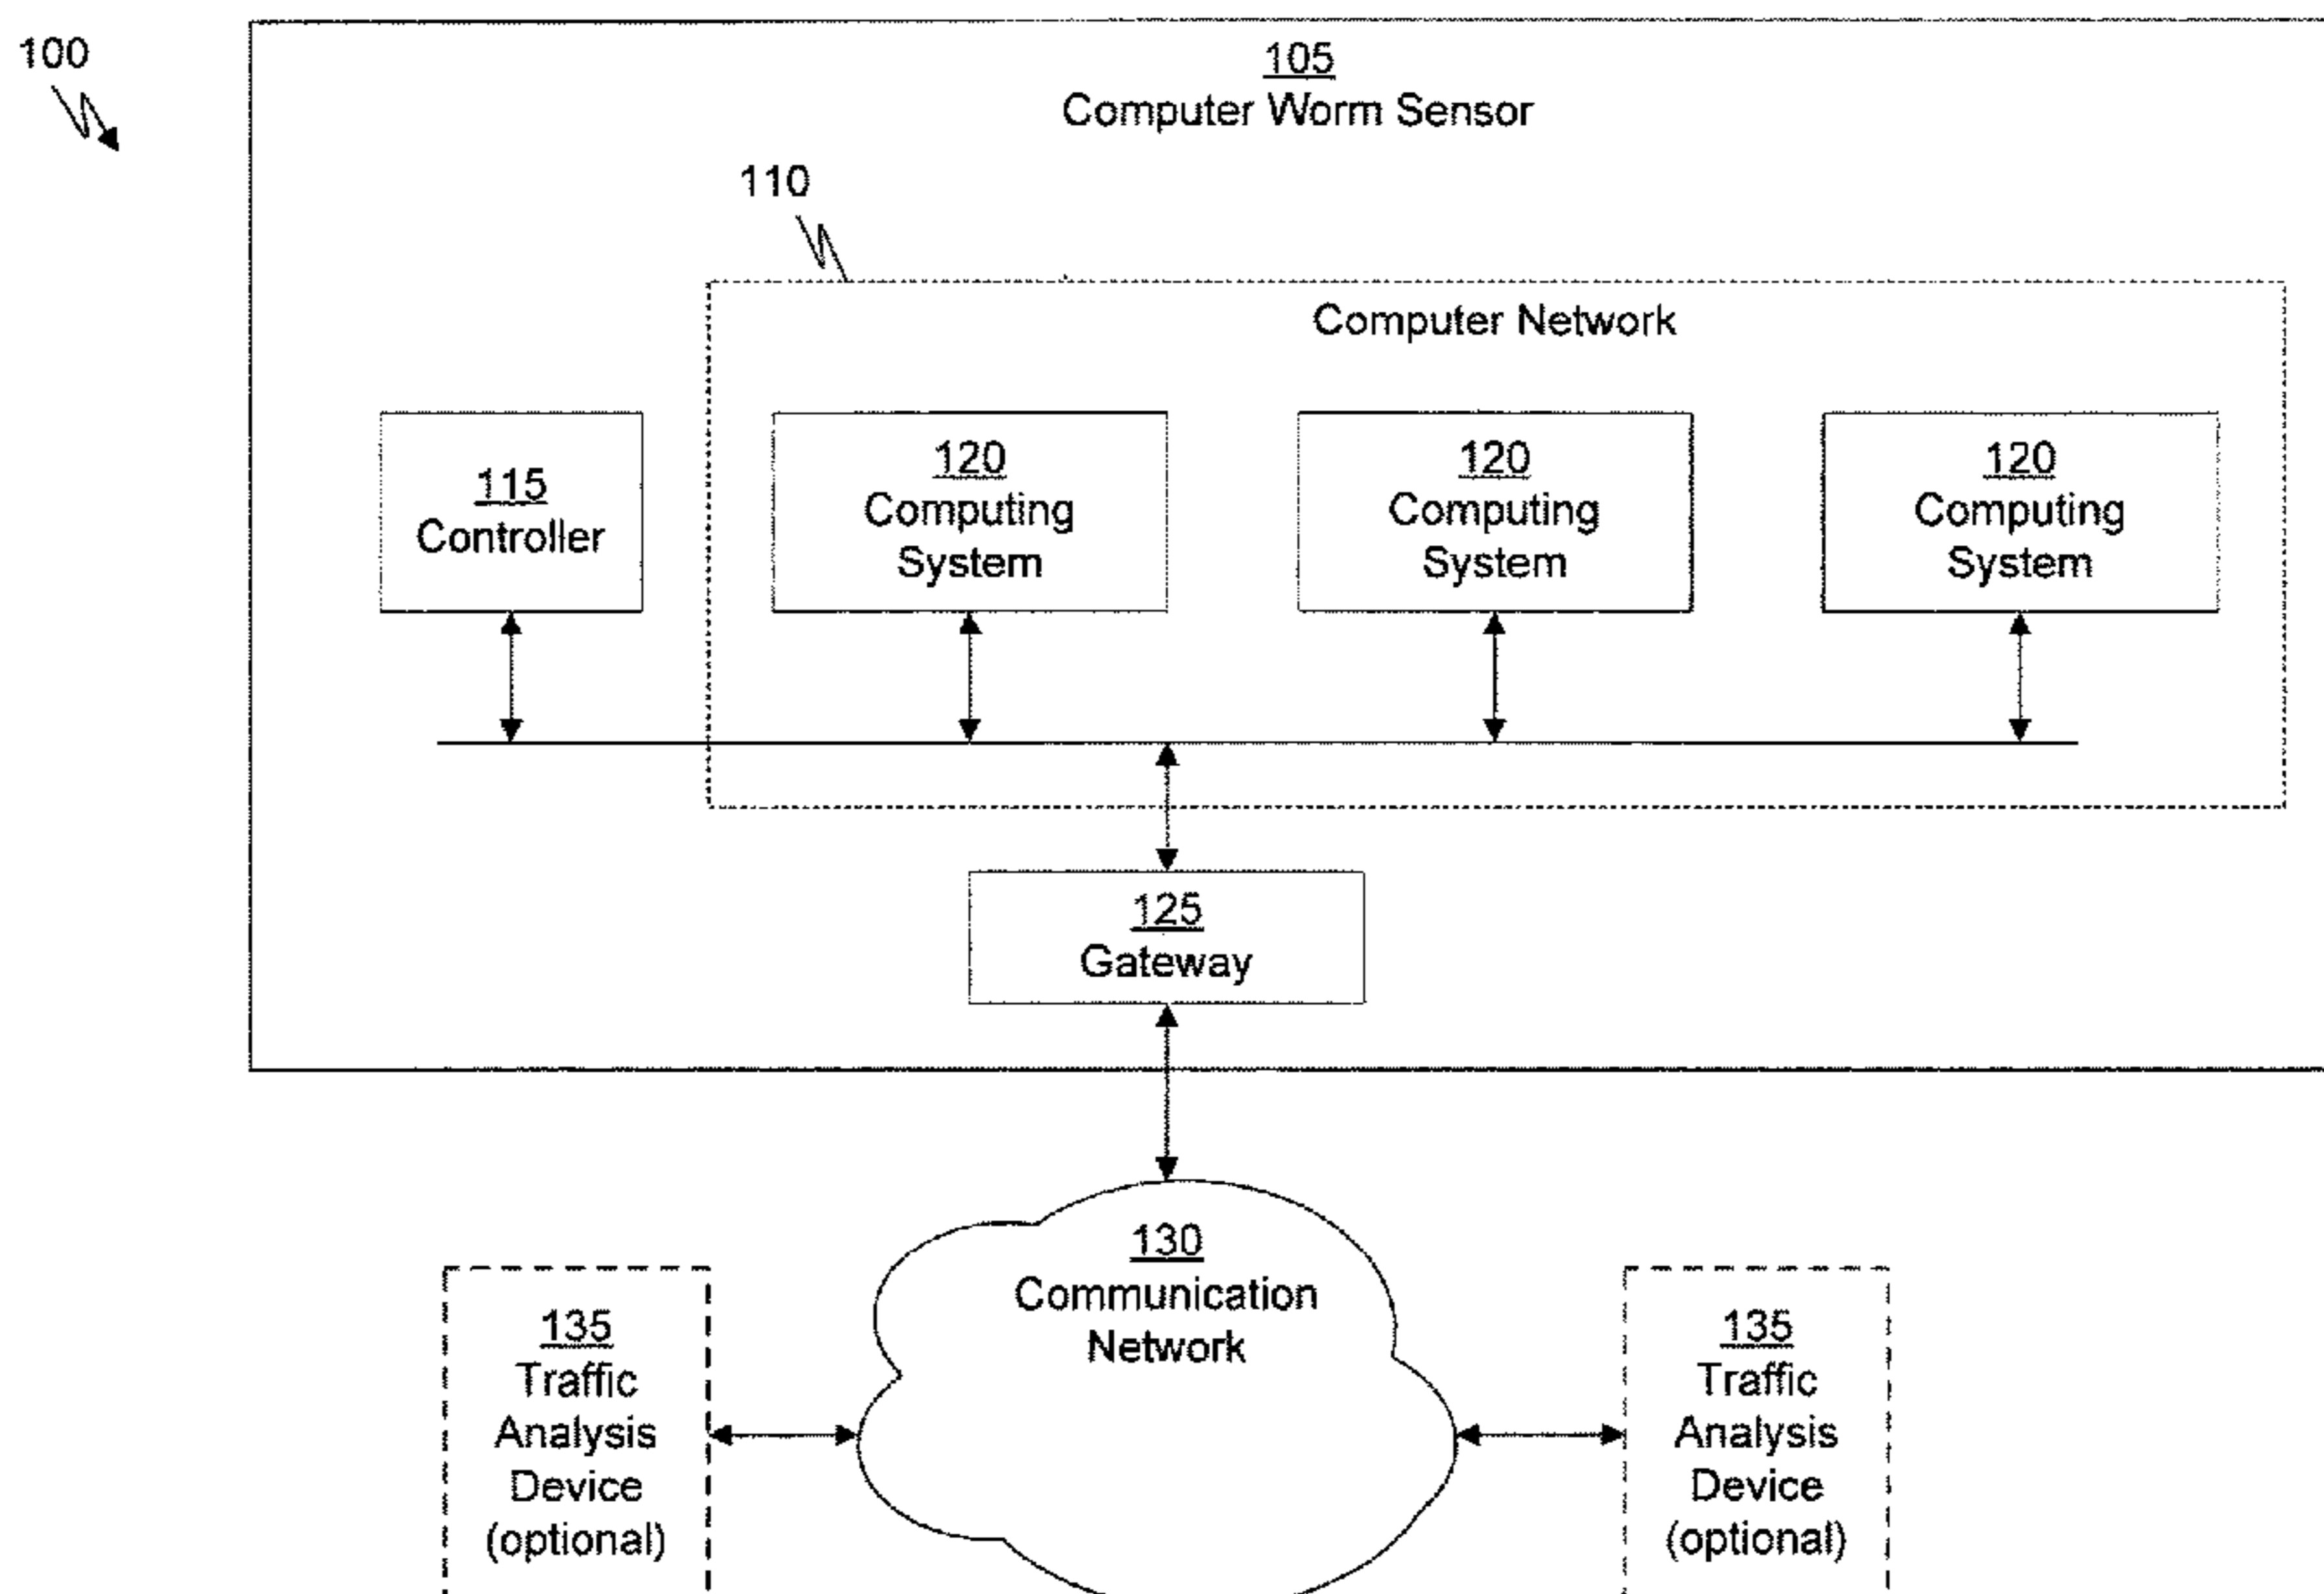 100
105
Computer Worm Sensor
110
Computer Network
115
Controller
120
Computing
System
120
Computing
System
120
Computing
System
125
Gateway
130
Communication
Network
135
Traffic
Analysis
Device
(optional)
135
Traffic
Analysis
Device
(optional)